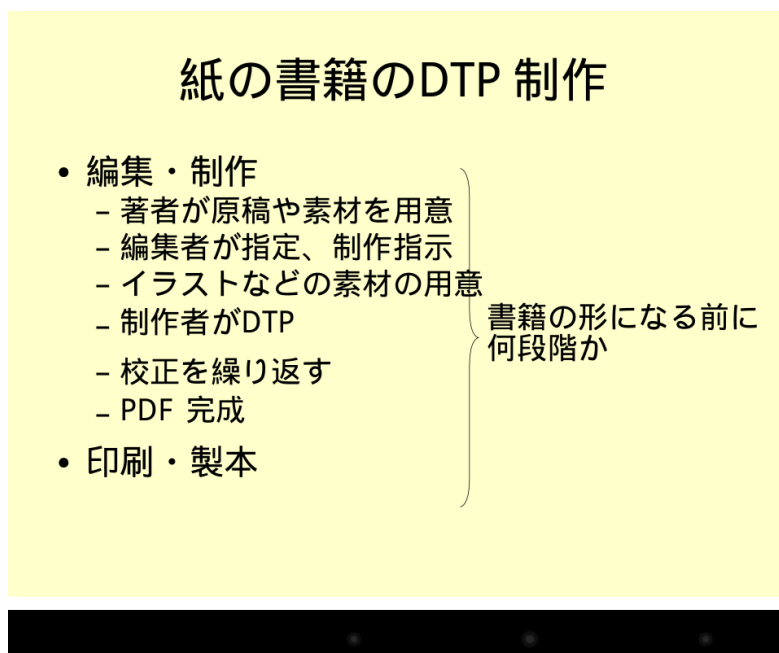 紙の書籍のDTP 制作
• 編集・制作
– 著者が原稿や素材を用意
– 編集者が指定、制作指示
– イラストなどの素材の用意
– 制作者がDTP
– 校正を繰り返す
– PDF 完成
• 印刷・製本
書籍の形になる前に
何段階か